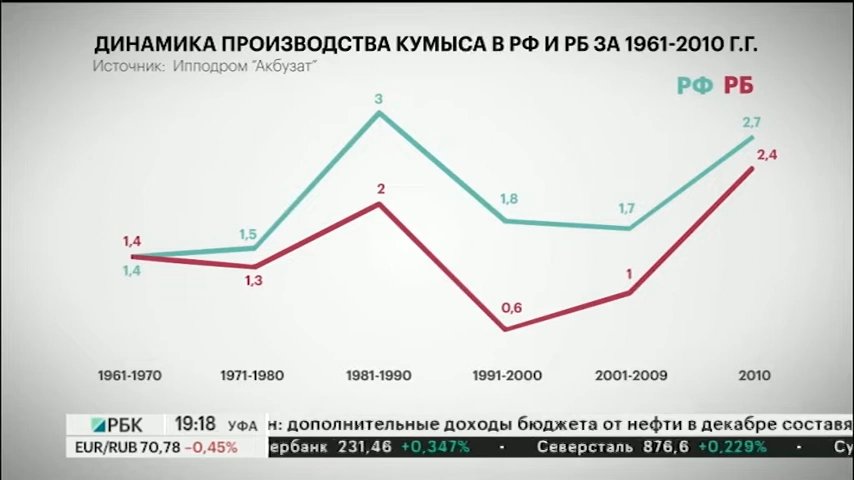 ДИНАМИКА ПРОИЗВОДСТВА КУМЫСА В РФ И РБ ЗА 1961-2010 Г.Г.
Источник: Ипподром "Акбузат"
РФ РБ
3
2,7
2,4
2
1,8
1,7
1,5
1,4
1,4
1,3
1
0,6
1961-1970 1971-1980 1981-1990 1991-2000 2001-2009 2010
РБК 19:18 УФА н: дополнительные доходы бюджета от нефти в декабре составя
EUR/RUB 70,78 -0,45% ербанк 231,46 +0,347% · Северсталь 876,6 +0,229% · Су